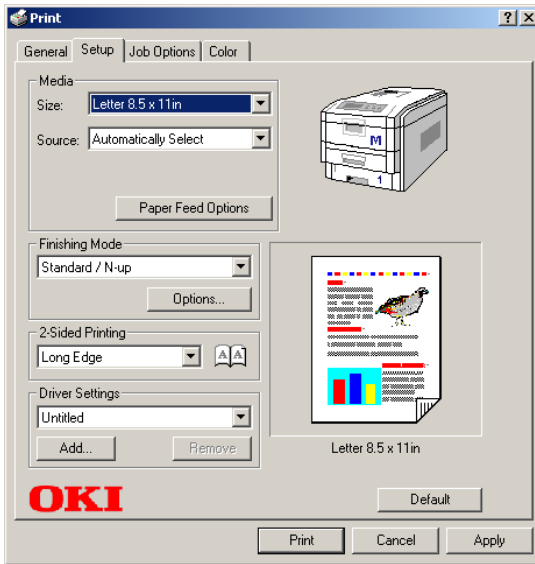 Print
General Setup Job Options Color
Media
Size: Letter 8.5 x 11in
Source: Automatically Select
M
1 1
Paper Feed Options
Finishing Mode
Standard / N-up
Options...
2-Sided Printing
Long Edge
A A
Driver Settings
Untitled
Add... Remove
Letter 8.5 x 11in
OKI
Default
Print Cancel Apply